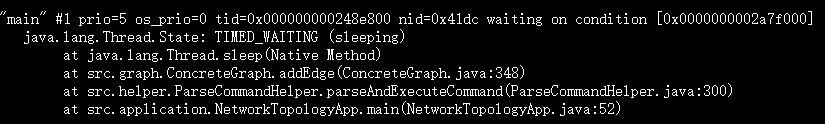 "main" #1 prio=5 os_prio=0 tid=0x000000000248e800 nid=0x41dc waiting on condition [0x0000000002a7f000]
java.lang.Thread.State: TIMED_WAITING (sleeping)
at java.lang.Thread.sleep(Native Method)
at src.graph.ConcreteGraph.addEdge(ConcreteGraph.java:348)
at src.helper.ParseCommandHelper.parseAndExecuteCommand(ParseCommandHelper.java:300)
at src.application.NetworkTopologyApp.main(NetworkTopologyApp.java:52)